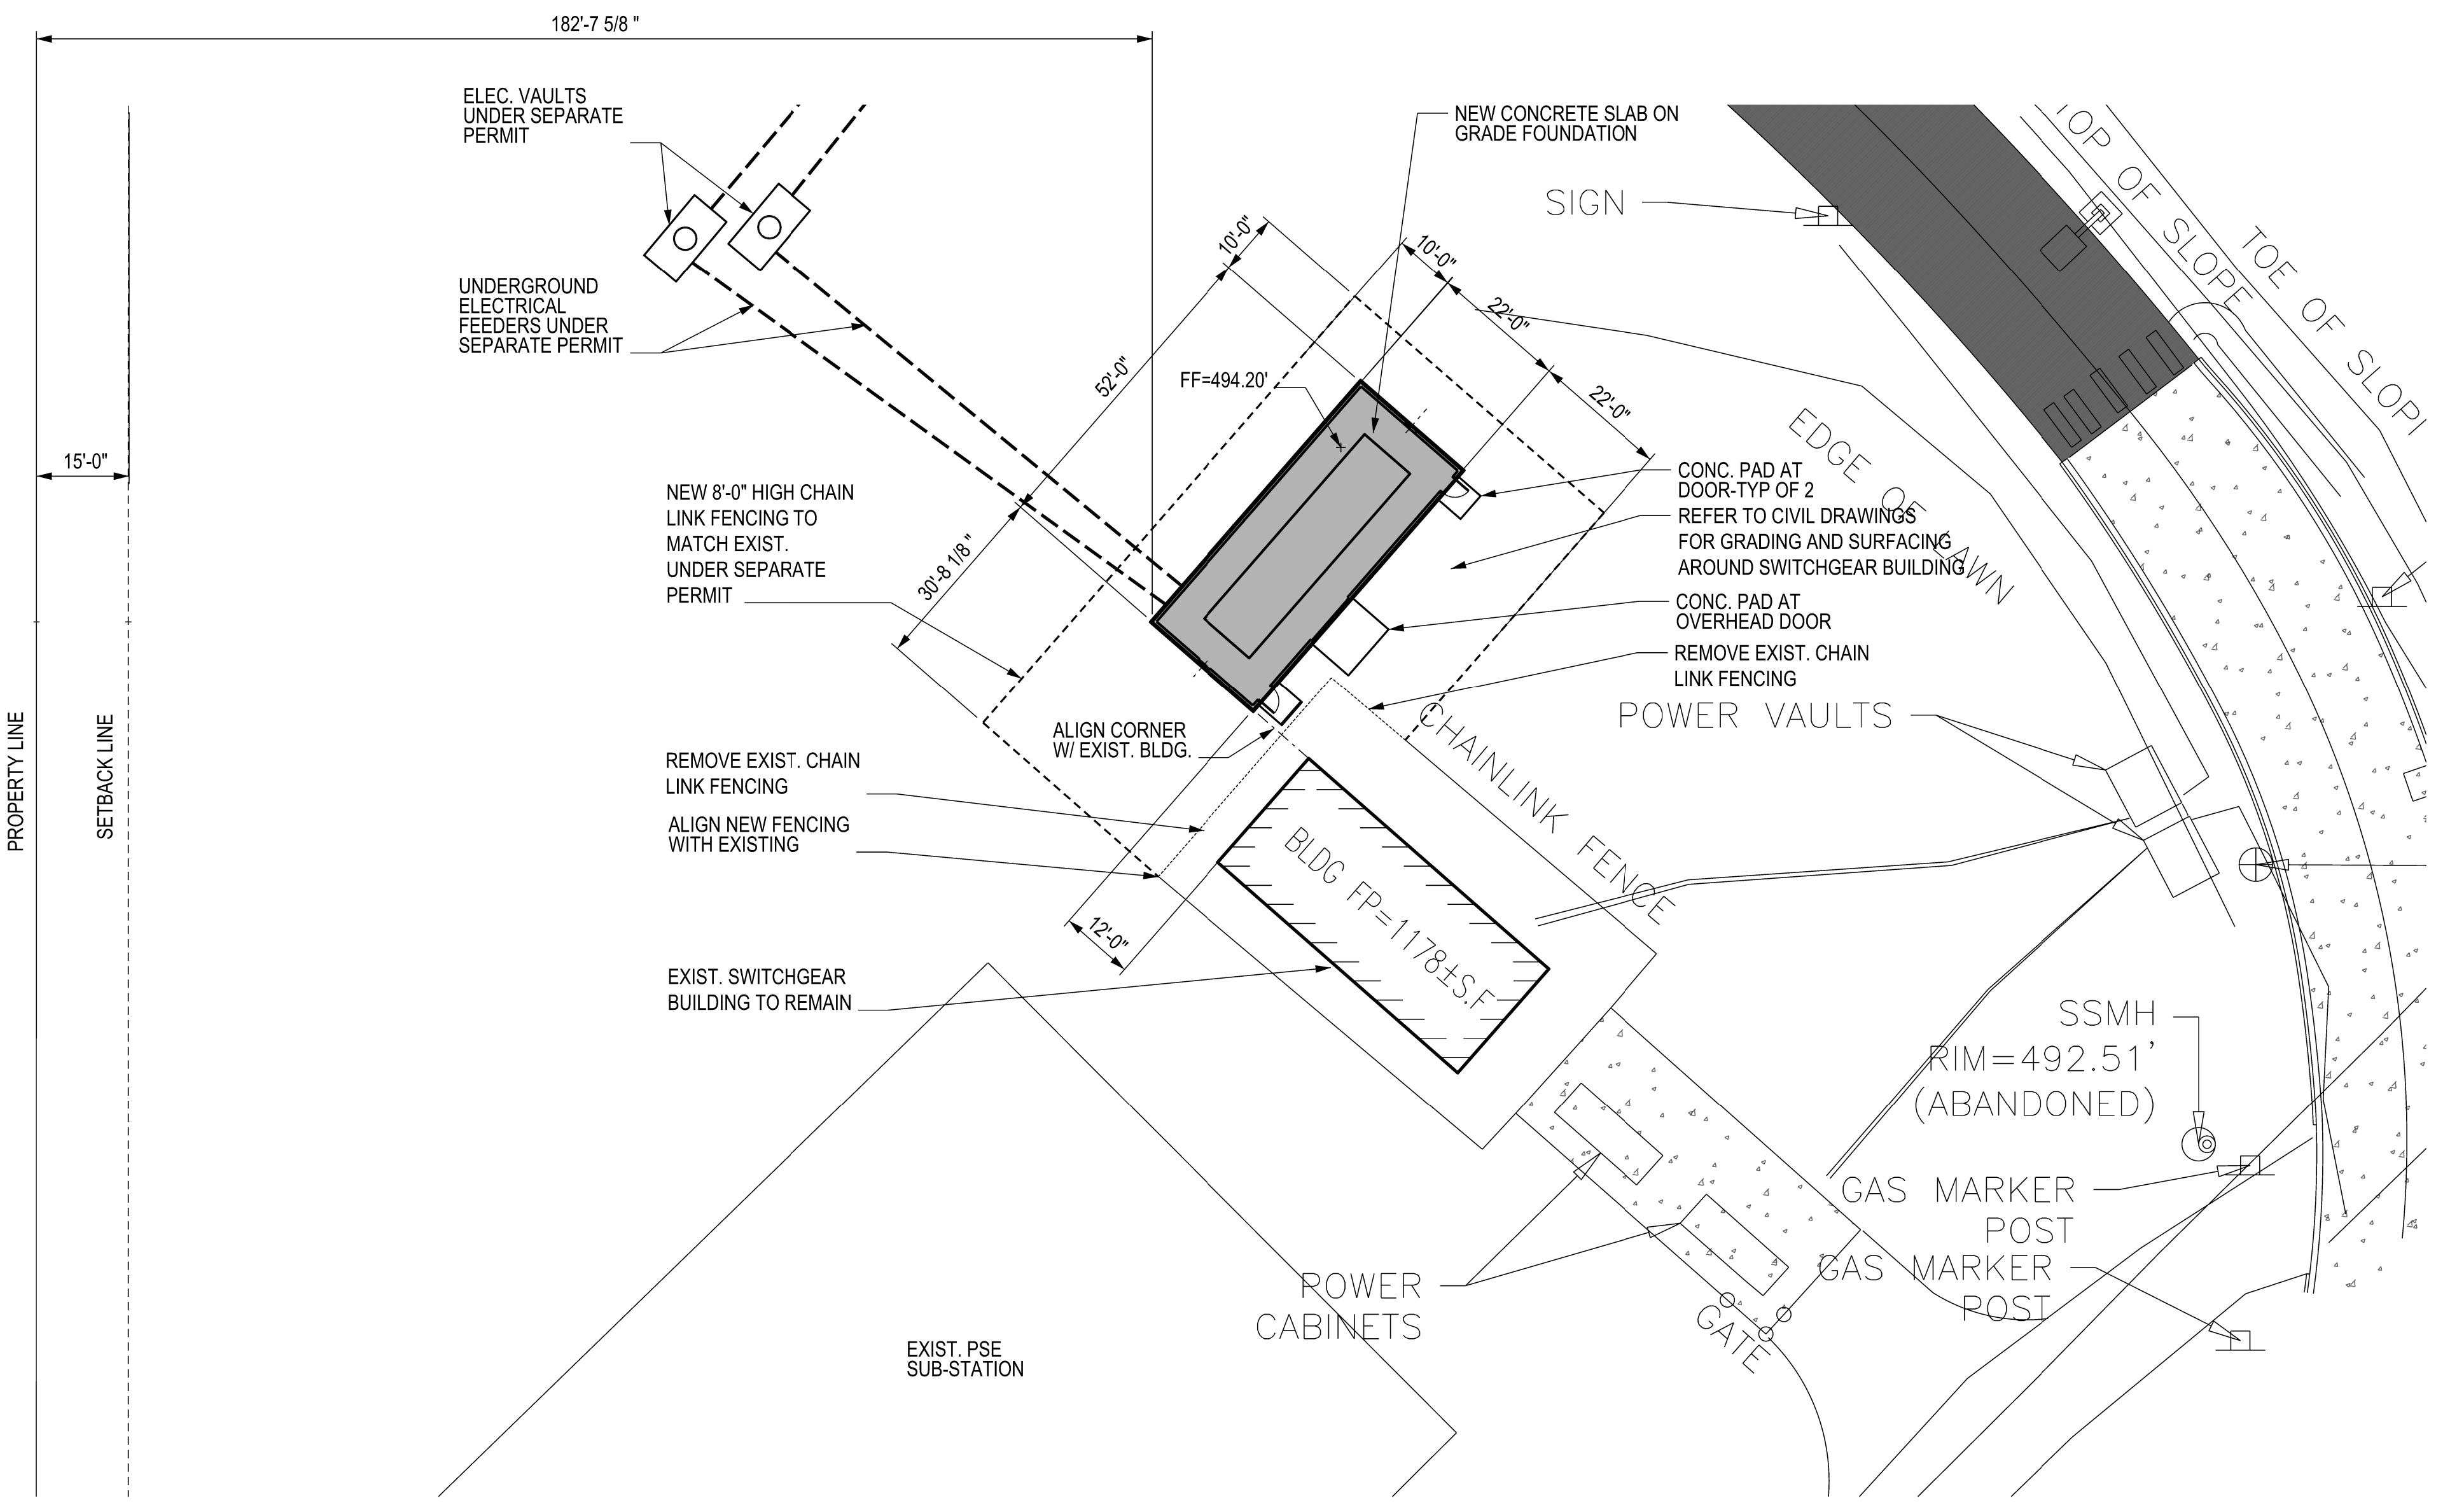 182'-7 5/8 "
ELEC. VAULTS
UNDER SEPARATE
PERMIT
NEW CONCRETE SLAB ON
GRADE FOUNDATION
TOP OF SLOPE
TOE OF SLOPE
SIGN
10'-0"
10'-0"
22'-0"
22'-0"
52'-0"
FF=494.20'
UNDERGROUND
ELECTRICAL
FEEDERS UNDER
SEPARATE PERMIT
15'-0"
EDGE OF LAWN
NEW 8'-0" HIGH CHAIN
LINK FENCING TO
MATCH EXIST.
UNDER SEPARATE
PERMIT
30'-8 1/8 "
CONC. PAD AT
DOOR-TYP OF 2
REFER TO CIVIL DRAWINGS
FOR GRADING AND SURFACING
AROUND SWITCHGEAR BUILDING
CONC. PAD AT
OVERHEAD DOOR
REMOVE EXIST. CHAIN
LINK FENCING
POWER VAULTS
PROPERTY LINE
SETBACK LINE
ALIGN CORNER
W/ EXIST. BLDG.
CHAINLINK FENCE
REMOVE EXIST. CHAIN
LINK FENCING
ALIGN NEW FENCING
WITH EXISTING
BLDG FP=1178±S.F
12'-0"
EXIST. SWITCHGEAR
BUILDING TO REMAIN
SSMH
RIM=492.51'
(ABANDONED)
GAS MARKER
POST
GAS MARKER
POST
POWER
CABINETS
GATE
EXIST. PSE
SUB-STATION